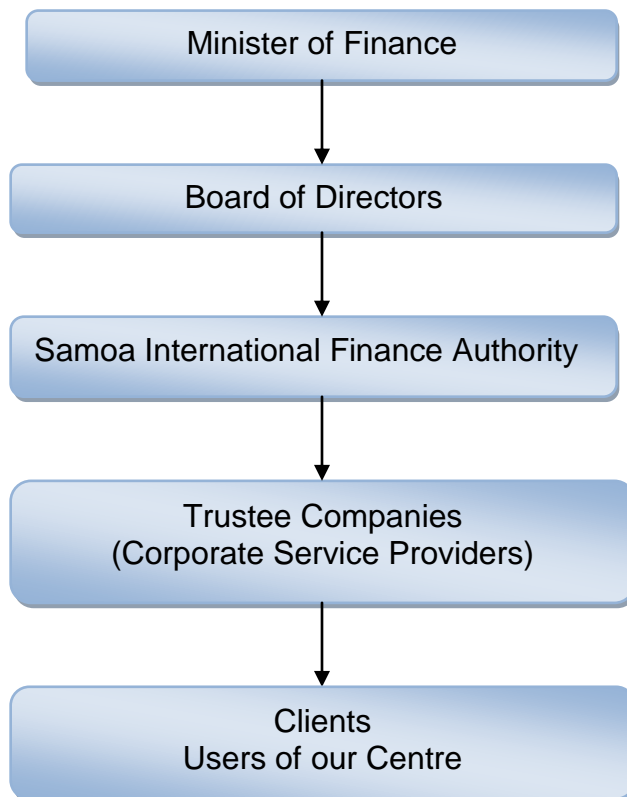 Minister of Finance
Board of Directors
Samoa International Finance Authority
Trustee Companies
(Corporate Service Providers)
Clients
Users of our Centre